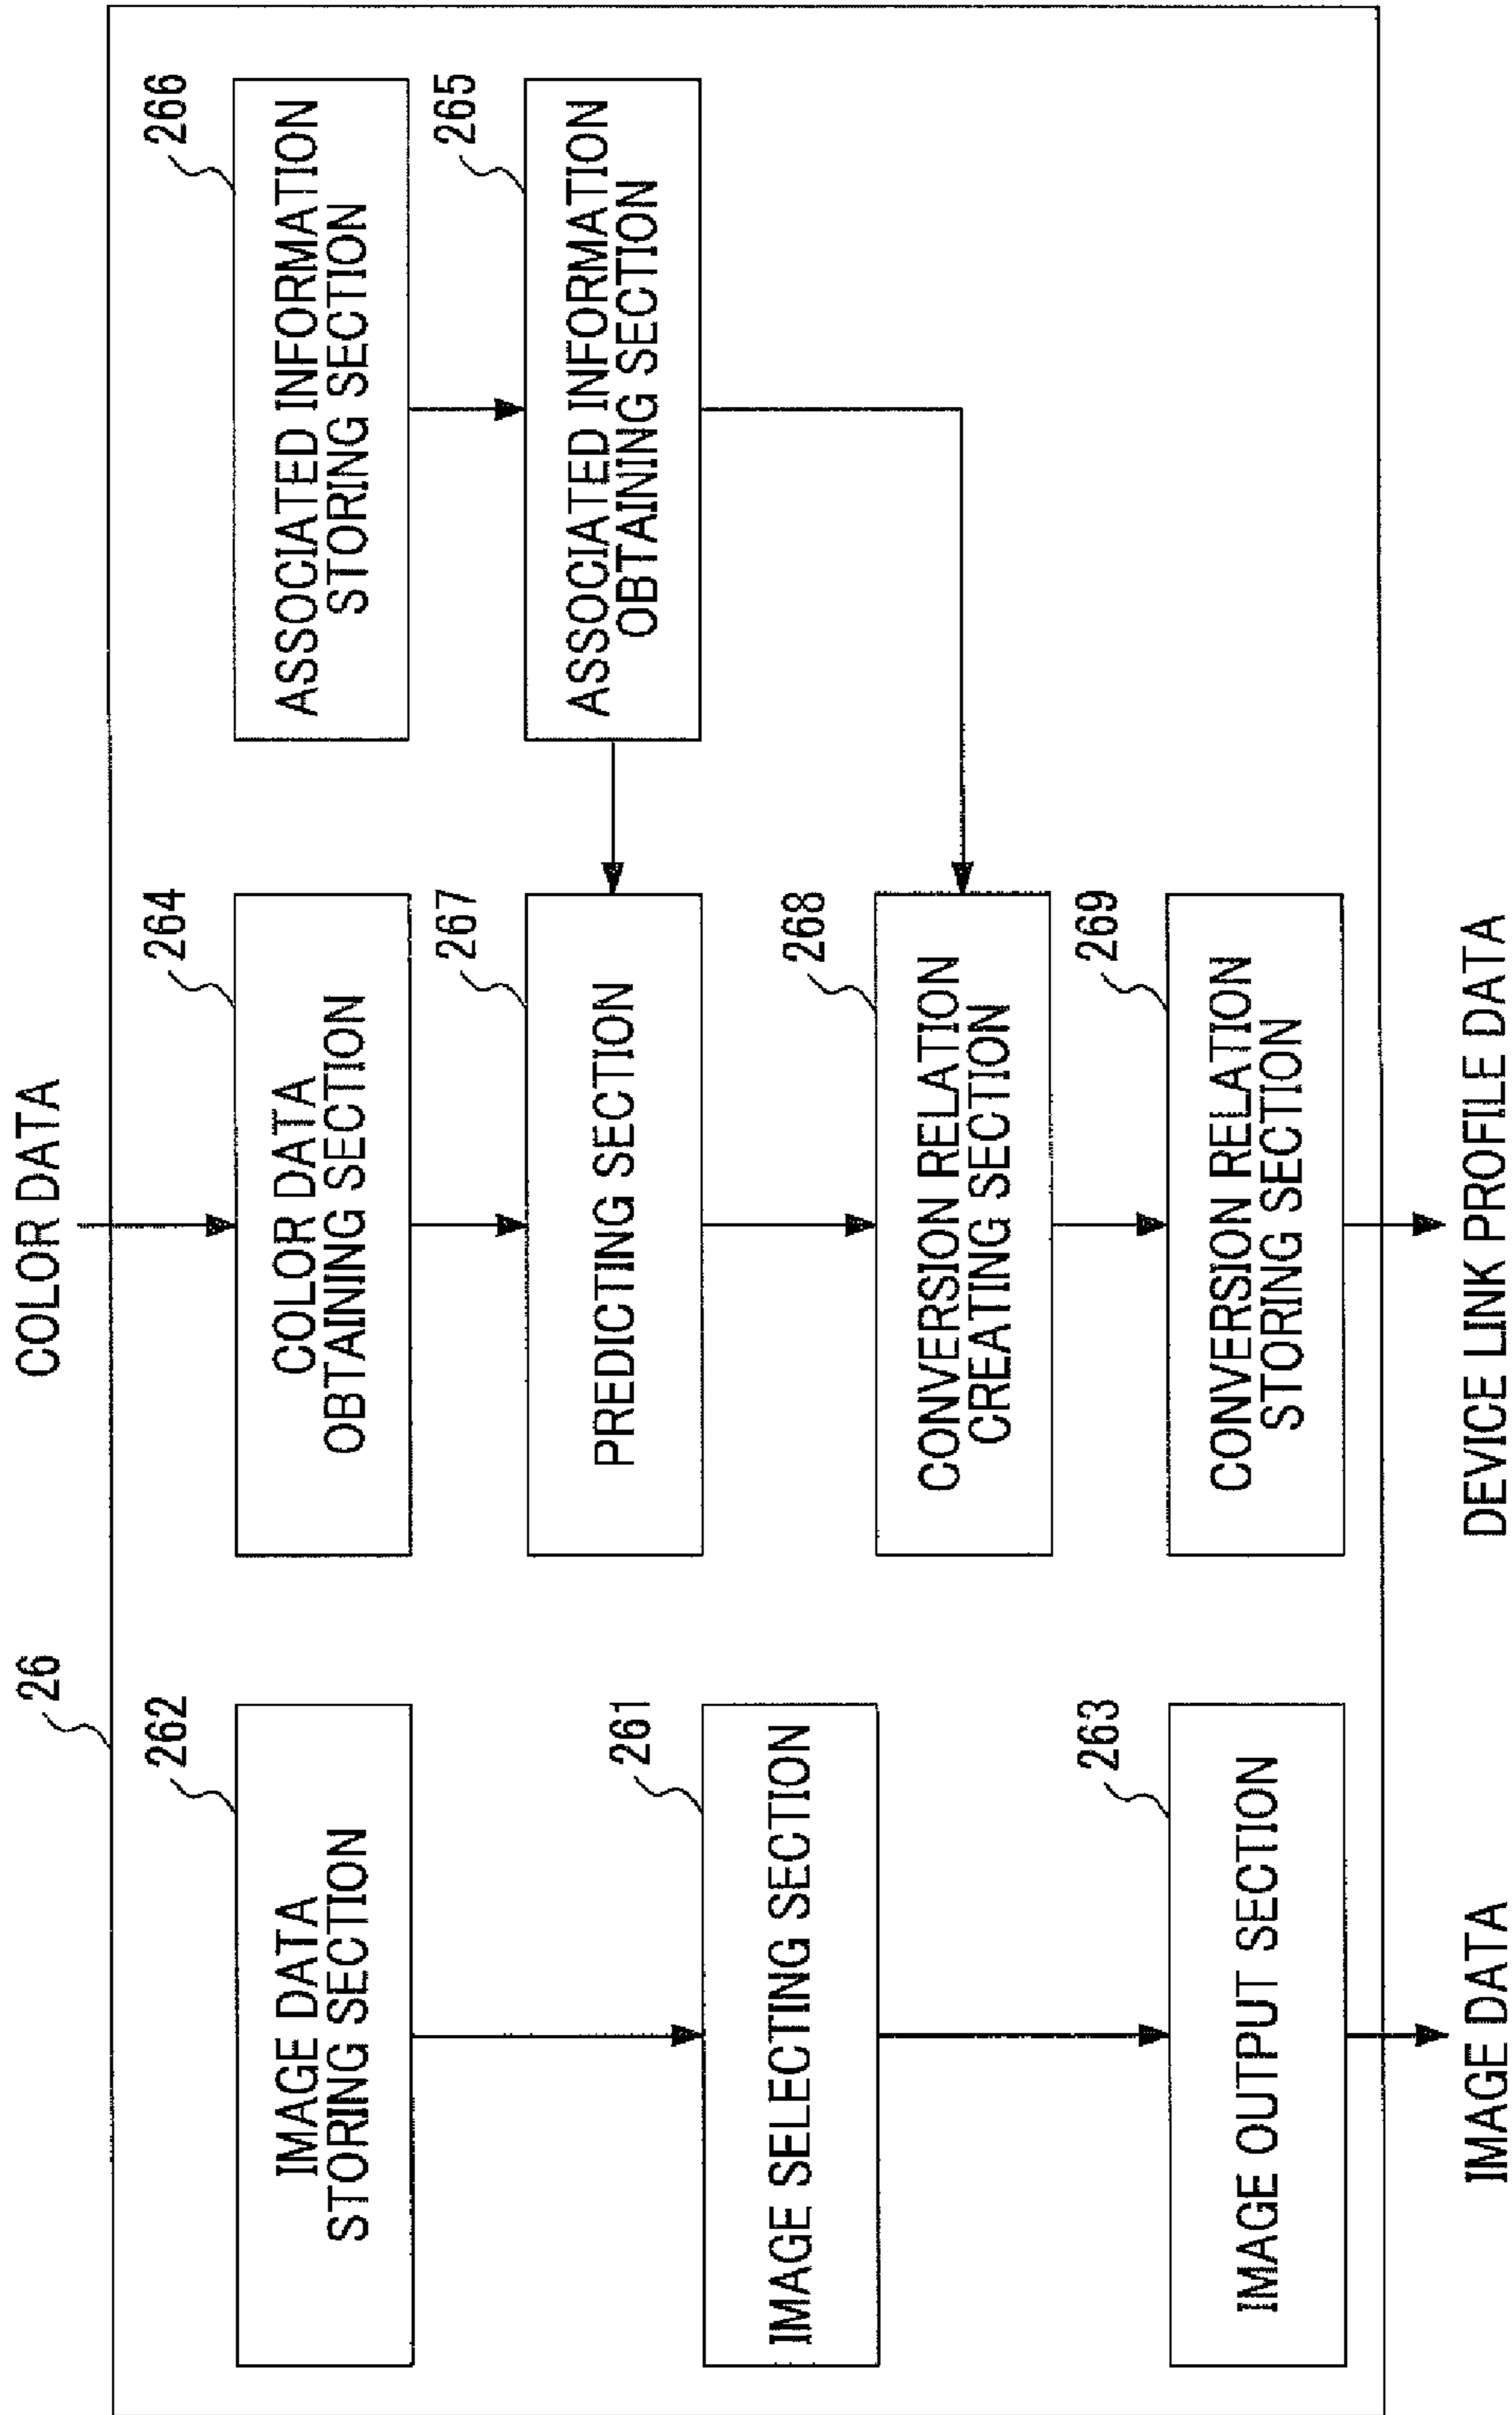 COLOR DATA
26
262
IMAGE DATA
STORING SECTION
261
IMAGE SELECTING SECTION
263
IMAGE OUTPUT SECTION
IMAGE DATA
264
COLOR DATA
OBTAINING SECTION
267
PREDICTING SECTION
268
CONVERSION RELATION
CREATING SECTION
269
CONVERSION RELATION
STORING SECTION
DEVICE LINK PROFILE DATA
266
ASSOCIATED INFORMATION
STORING SECTION
265
ASSOCIATED INFORMATION
OBTAINING SECTION